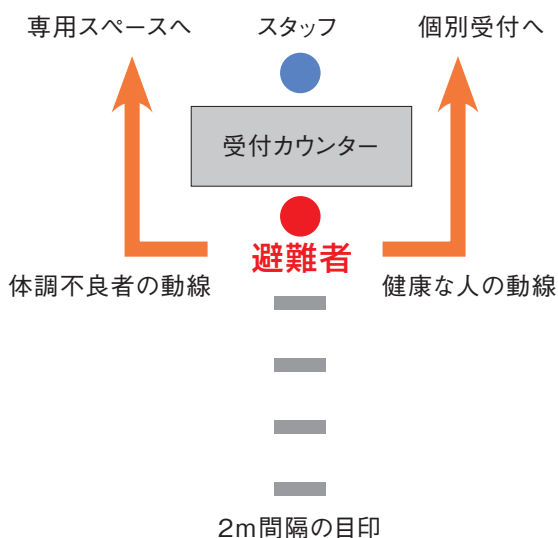 専用スペースへ
スタッフ
個別受付へ
受付カウンター
避難者
体調不良者の動線
健康な人の動線
2m間隔の目印